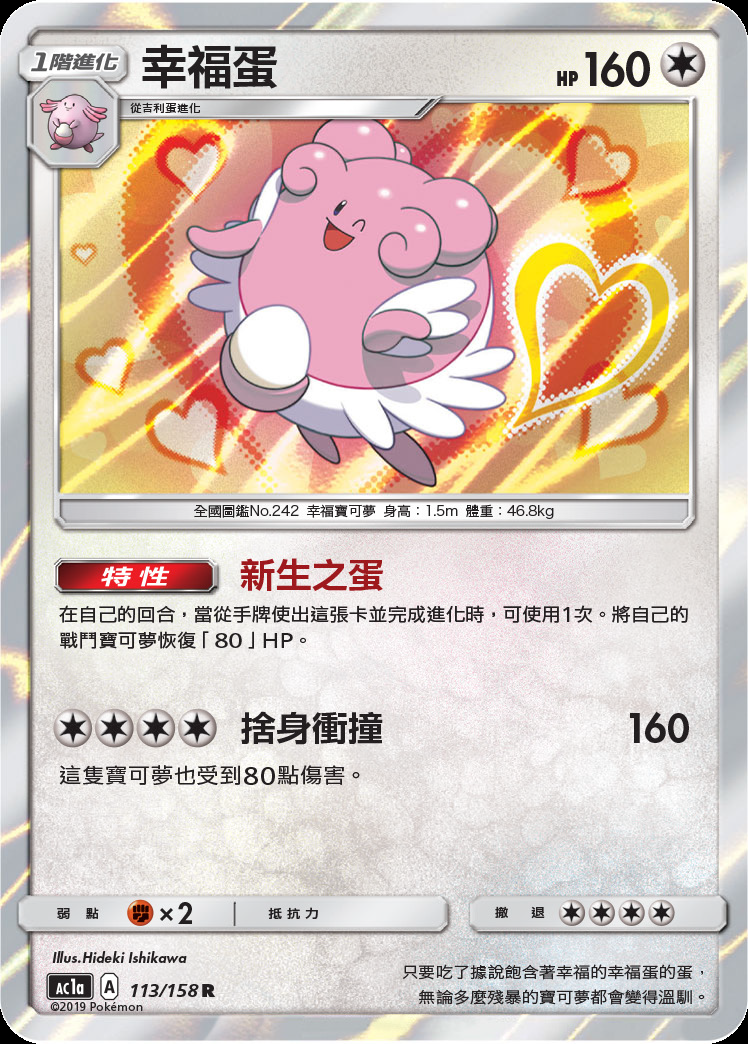 1階進化 幸福蛋 HP 160
從吉利蛋進化
全國圖鑑No.242 幸福寶可夢 身高：1.5m 體重：46.8kg
特性 新生之蛋
在自己的回合，當從手牌使出這張卡並完成進化時，可使用1次。將自己的
戰鬥寶可夢恢復「80」HP。
捨身衝撞 160
這隻寶可夢也受到80點傷害。
弱點 ×2 抵抗力 撤退
Illus.Hideki Ishikawa
AC1a A 113/158 R
©2019 Pokémon
只要吃了據說飽含著幸福的幸福蛋的蛋，
無論多麼殘暴的寶可夢都會變得溫馴。